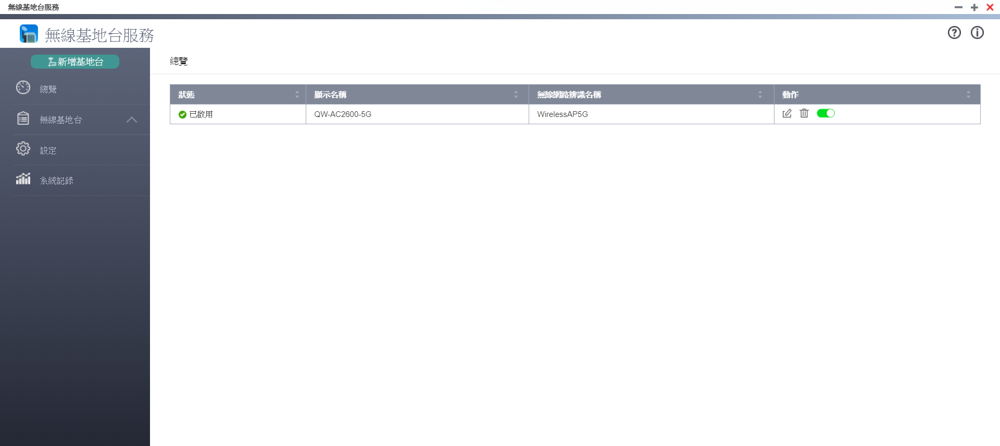 無線基地台服務
無線基地台服務
新增基地台
總覽
無線基地台
設定
系統記錄
總覽
狀態 顯示名稱 無線網路辨識名稱 動作
已啟用 QW-AC2600-5G WirelessAP5G